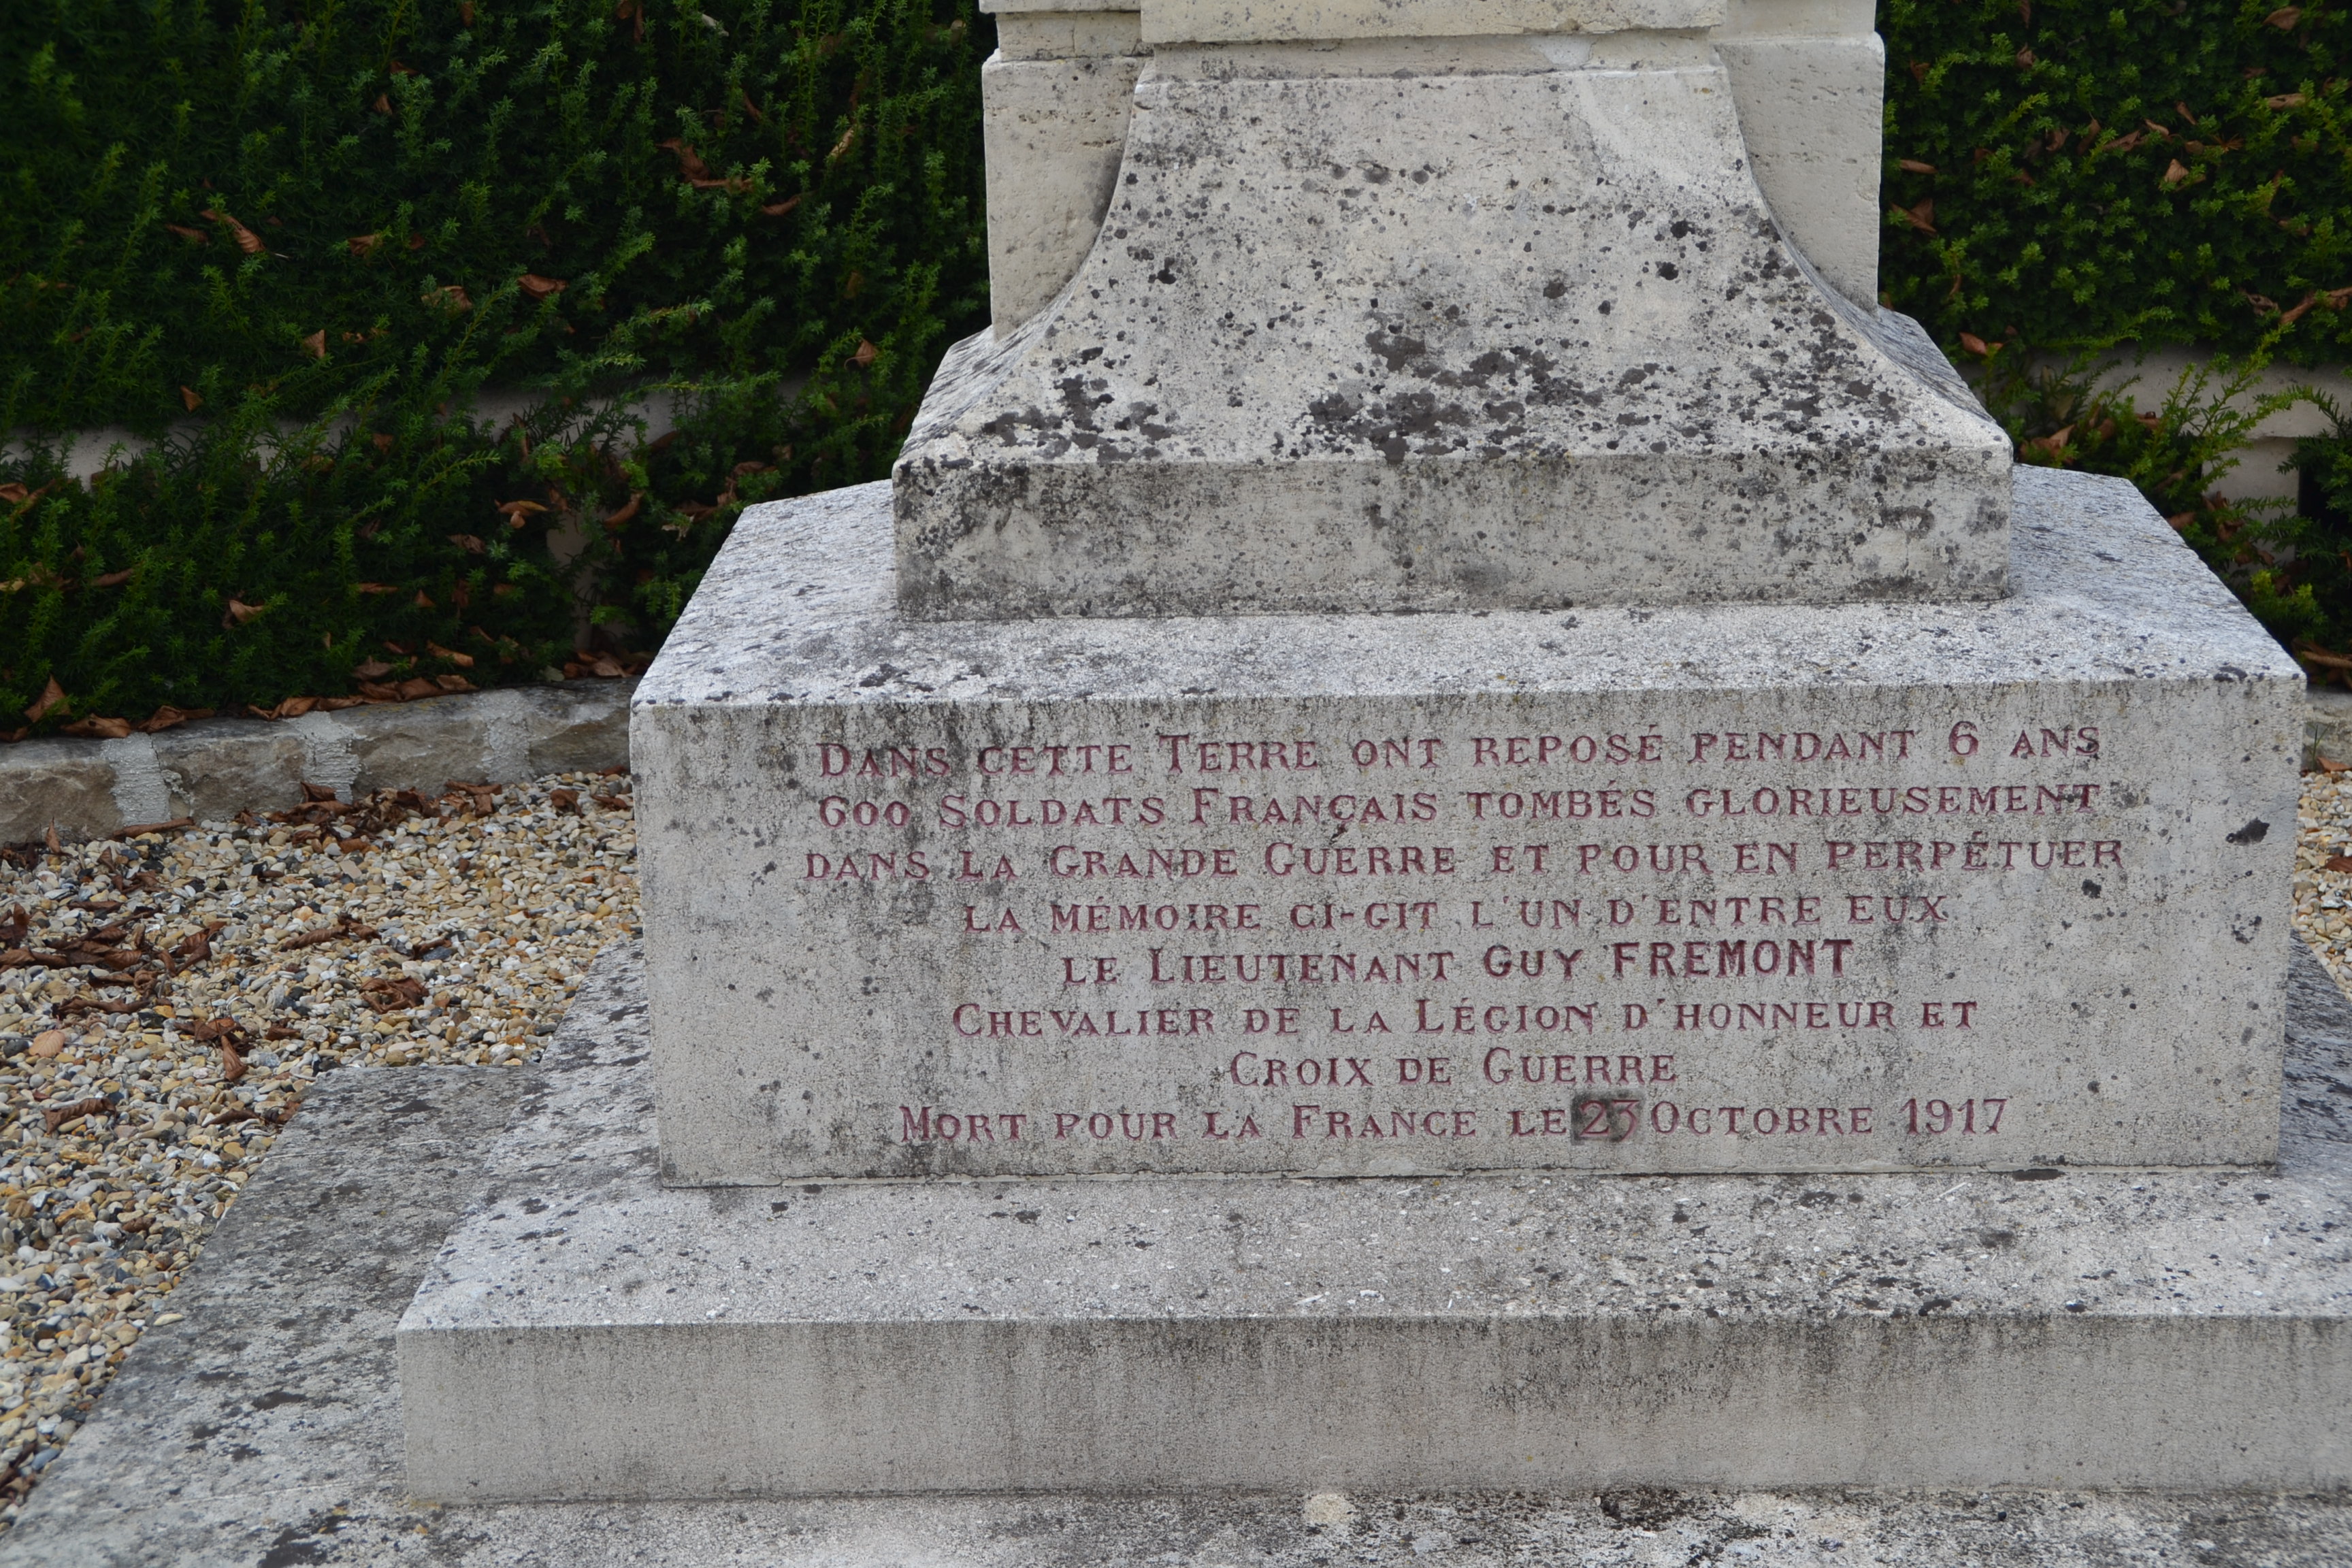 DANS CETTE TERRE ONT REPOSÉ PENDANT 6 ANS
600 SOLDATS FRANÇAIS TOMBÉS GLORIEUSEMENT
DANS LA GRANDE GUERRE ET POUR EN PERPÉTUER
LA MÉMOIRE CI-GIT L'UN D'ENTRE EUX
LE LIEUTENANT GUY FREMONT
CHEVALIER DE LA LÉGION D'HONNEUR ET
CROIX DE GUERRE
MORT POUR LA FRANCE LE 23 OCTOBRE 1917